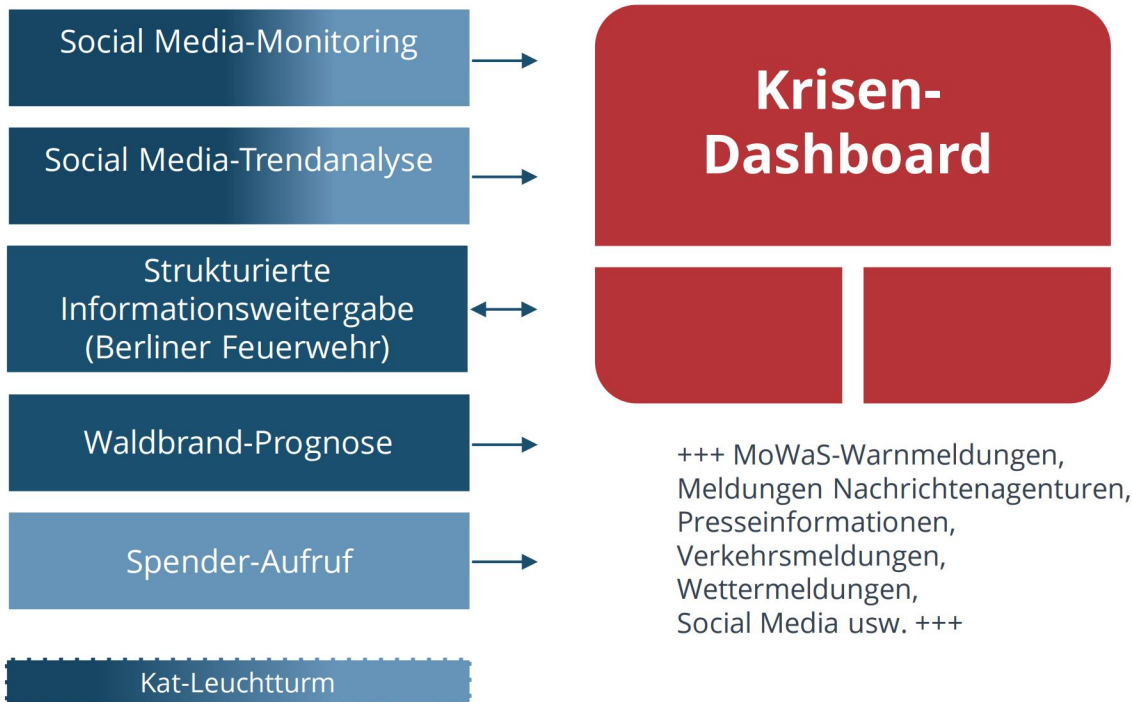 Social Media-Monitoring
Social Media-Trendanalyse
Strukturierte
Informationsweitergabe
(Berliner Feuerwehr)
Waldbrand-Prognose
Spender-Aufruf
Kat-Leuchtturm
Krisen-
Dashboard
+++ MoWaS-Warnmeldungen,
Meldungen Nachrichtenagenturen,
Presseinformationen,
Verkehrsmeldungen,
Wettermeldungen,
Social Media usw. +++